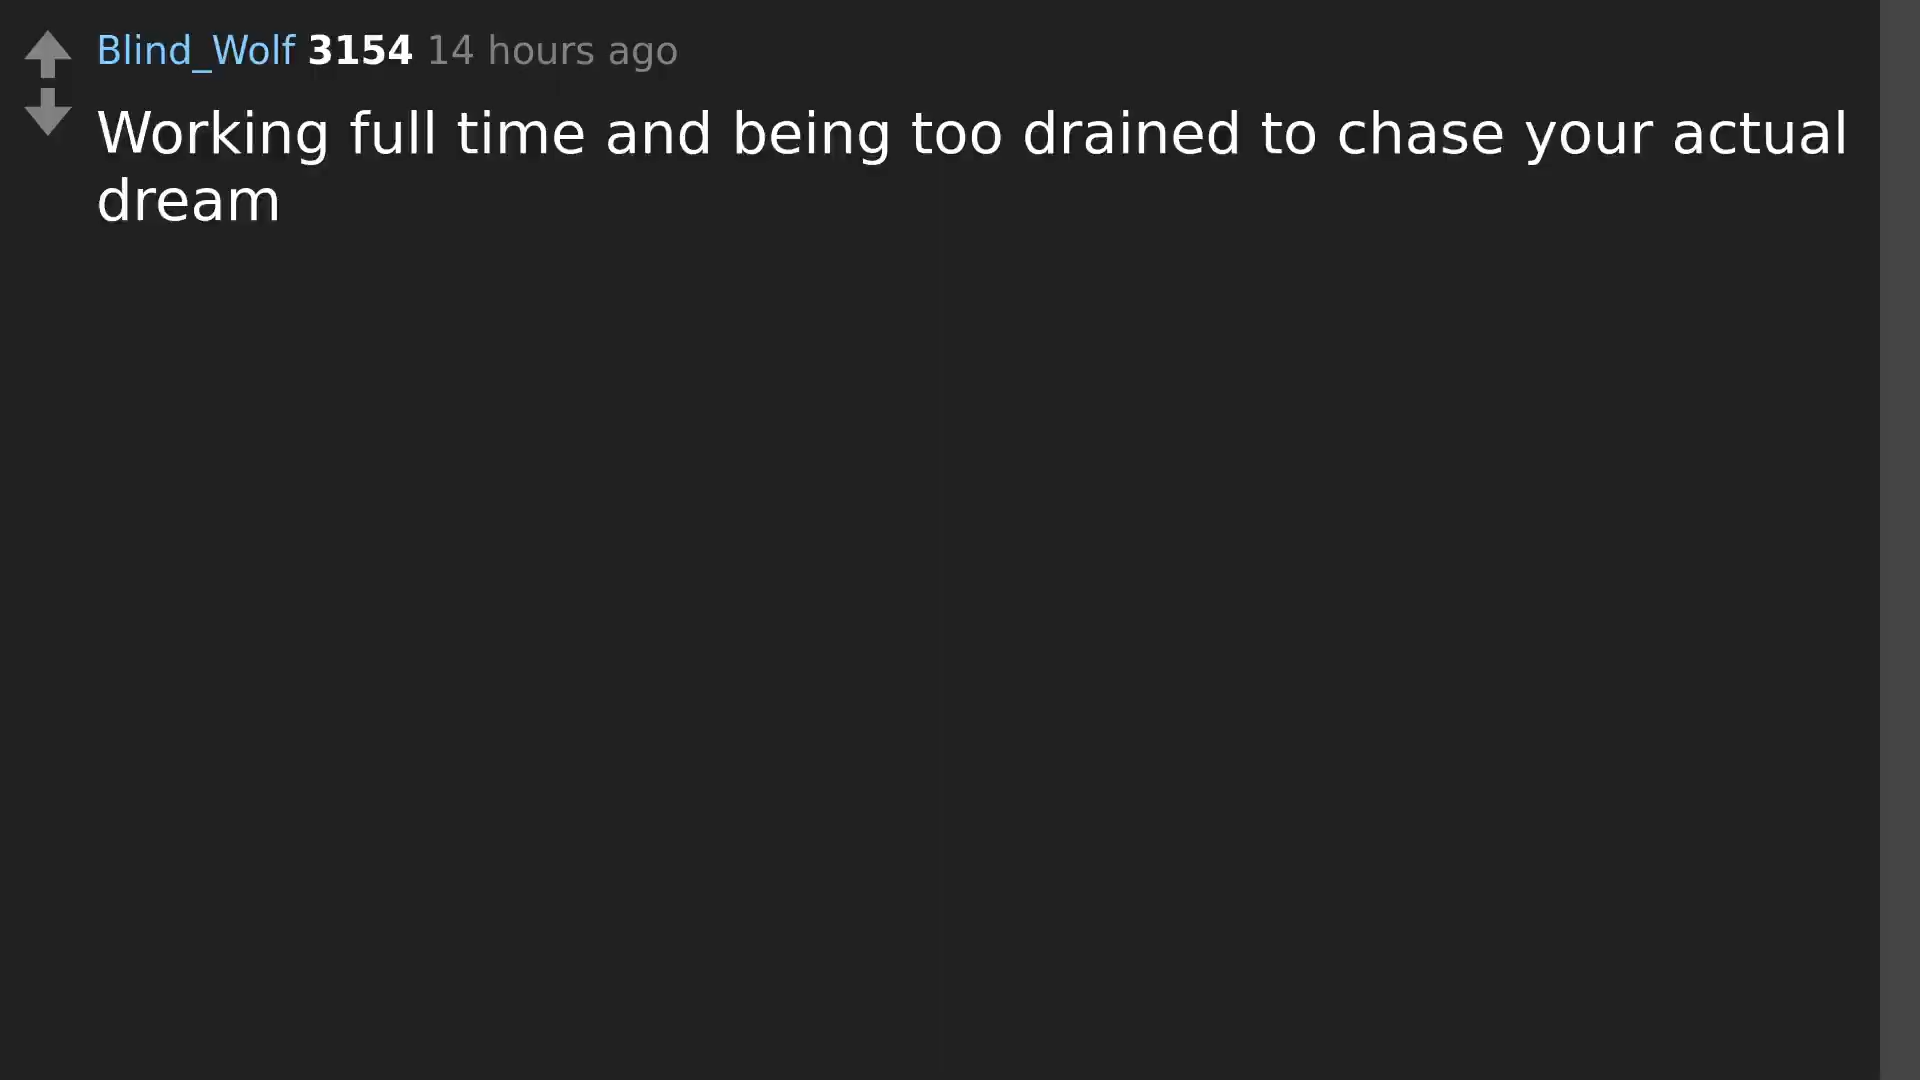 Blind_Wolf 3154 14 hours ago
Working full time and being too drained to chase your actual
dream